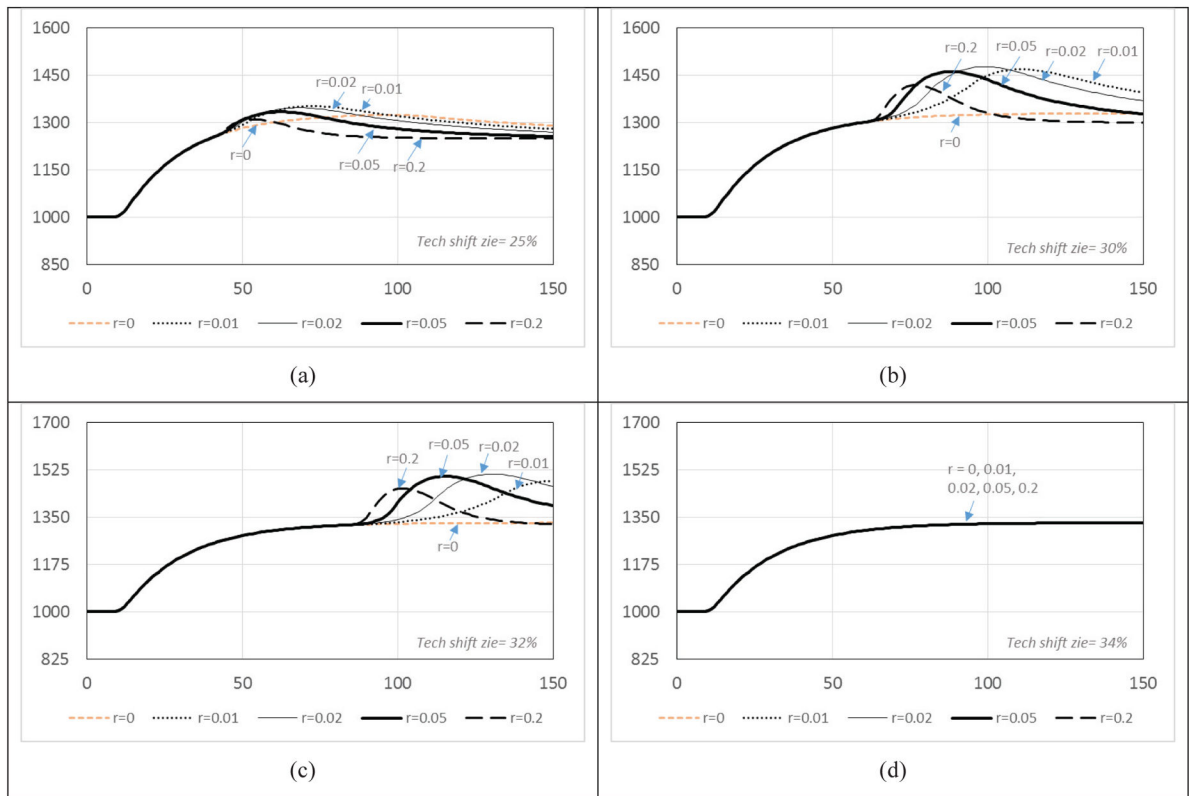 1600
1450
1300
1150
1000
850
r=0.02
r=0.01
r=0
r=0.05
r=0.2
Tech shift zie= 25%
0 50 100 150
r=0 r=0.01 r=0.02 r=0.05 r=0.2
(a)
1600
1450
1300
1150
1000
850
r=0.2
r=0.05
r=0.02
r=0.01
r=0
Tech shift zie= 30%
0 50 100 150
r=0 r=0.01 r=0.02 r=0.05 r=0.2
(b)
1700
1525
1350
1175
1000
825
r=0.2
r=0.05
r=0.02
r=0.01
r=0
Tech shift zie= 32%
0 50 100 150
r=0 r=0.01 r=0.02 r=0.05 r=0.2
(c)
1700
1525
1350
1175
1000
825
r = 0, 0.01,
0.02, 0.05, 0.2
Tech shift zie= 34%
0 50 100 150
r=0 r=0.01 r=0.02 r=0.05 r=0.2
(d)